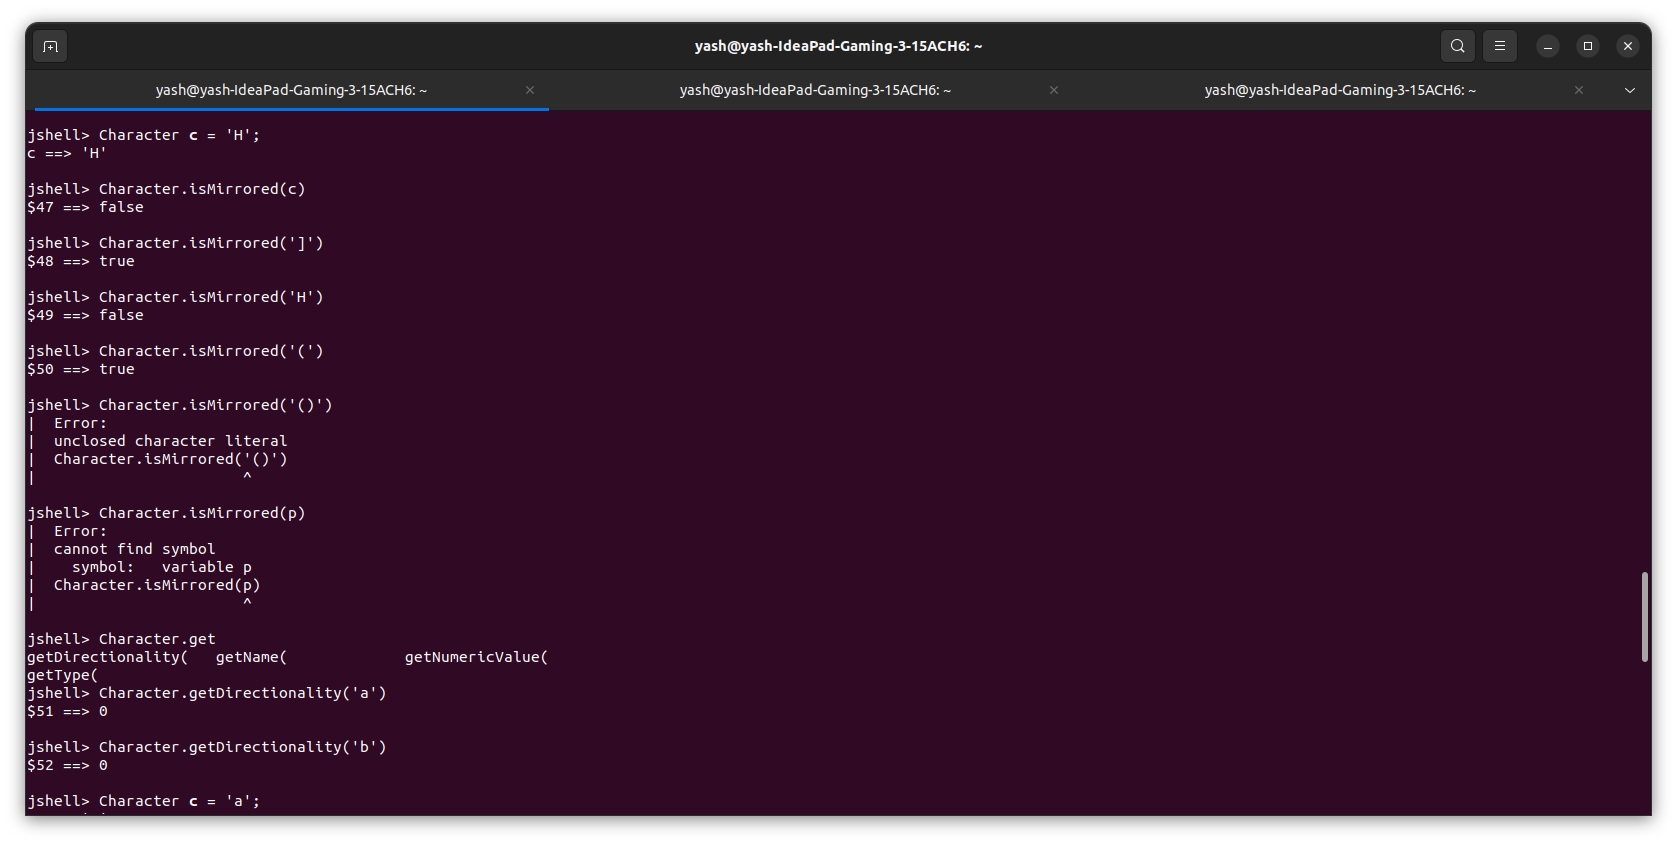 yash@yash-IdeaPad-Gaming-3-15ACH6: ~
yash@yash-IdeaPad-Gaming-3-15ACH6: ~ yash@yash-IdeaPad-Gaming-3-15ACH6: ~ yash@yash-IdeaPad-Gaming-3-15ACH6: ~
jshell> Character c = 'H';
c ==> 'H'
jshell> Character.isMirrored(c)
$47 ==> false
jshell> Character.isMirrored(']')
$48 ==> true
jshell> Character.isMirrored('H')
$49 ==> false
jshell> Character.isMirrored('(')
$50 ==> true
jshell> Character.isMirrored('()')
|  Error:
|  unclosed character literal
|  Character.isMirrored('()')
|                       ^
jshell> Character.isMirrored(p)
|  Error:
|  cannot find symbol
|    symbol:   variable p
|  Character.isMirrored(p)
|                       ^
jshell> Character.get
getDirectionality(   getName(             getNumericValue(
getType(
jshell> Character.getDirectionality('a')
$51 ==> 0
jshell> Character.getDirectionality('b')
$52 ==> 0
jshell> Character c = 'a';